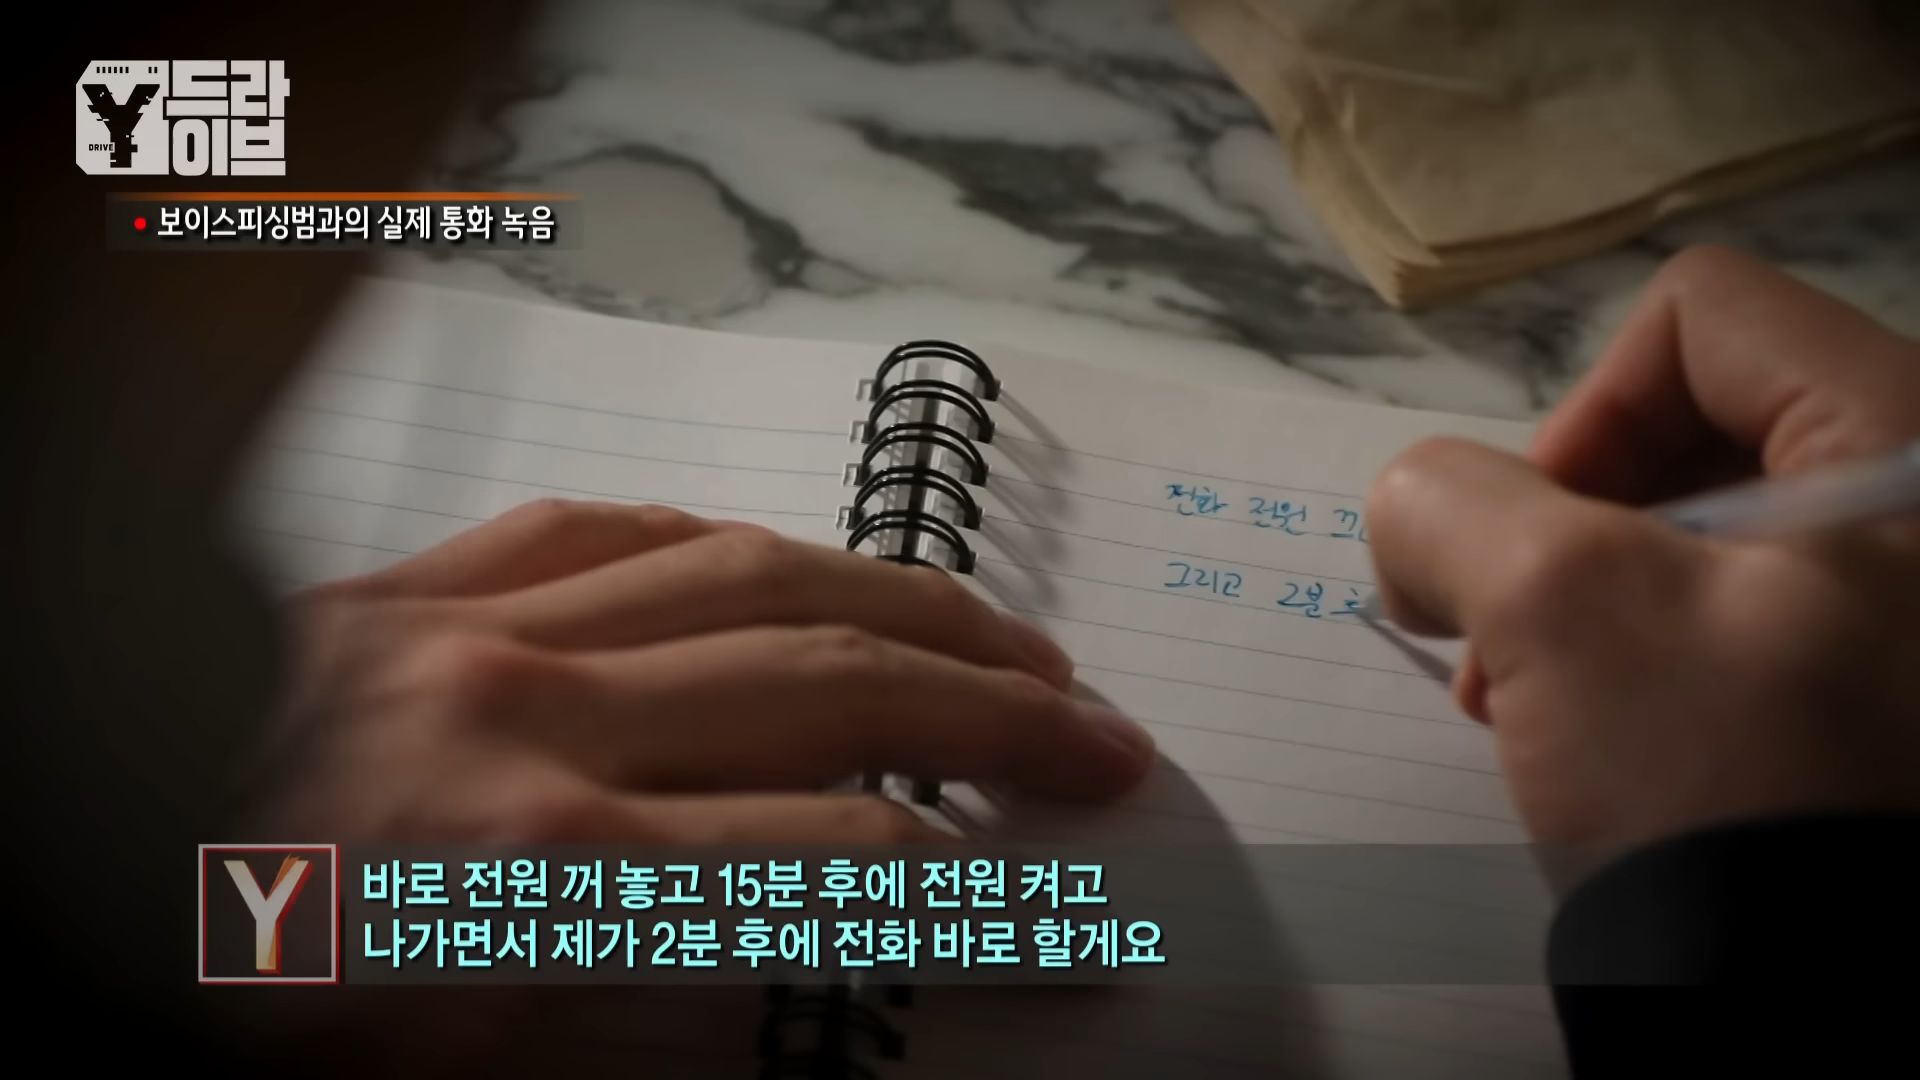 Y드라이브
DRIVE
보이스피싱범과의 실제 통화 녹음
전화 전원
그리고 2분
Y
바로 전원 꺼 놓고 15분 후에 전원 켜고
나가면서 제가 2분 후에 전화 바로 할게요